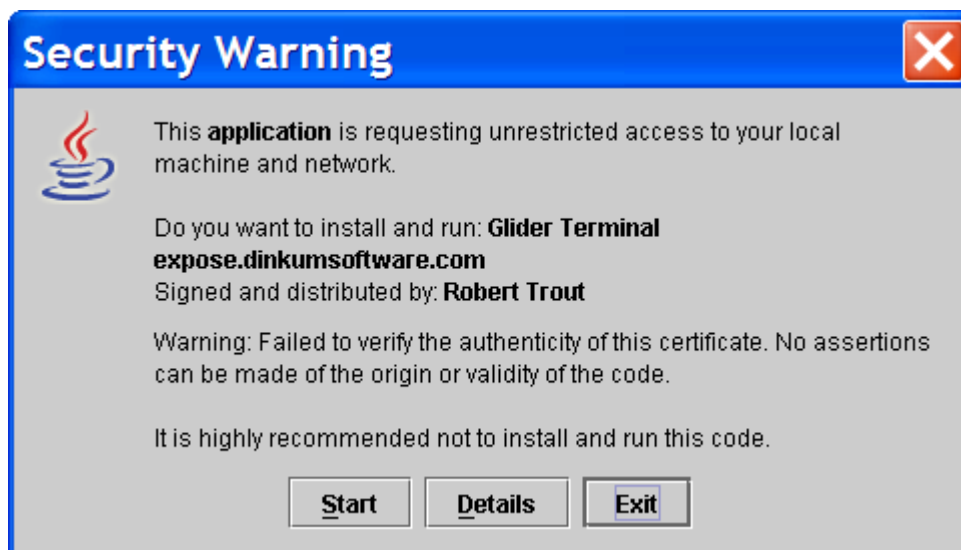 Security Warning
This application is requesting unrestricted access to your local
machine and network.
Do you want to install and run: Glider Terminal
expose.dinkumsoftware.com
Signed and distributed by: Robert Trout
Warning: Failed to verify the authenticity of this certificate. No assertions
can be made of the origin or validity of the code.
It is highly recommended not to install and run this code.
Start Details Exit